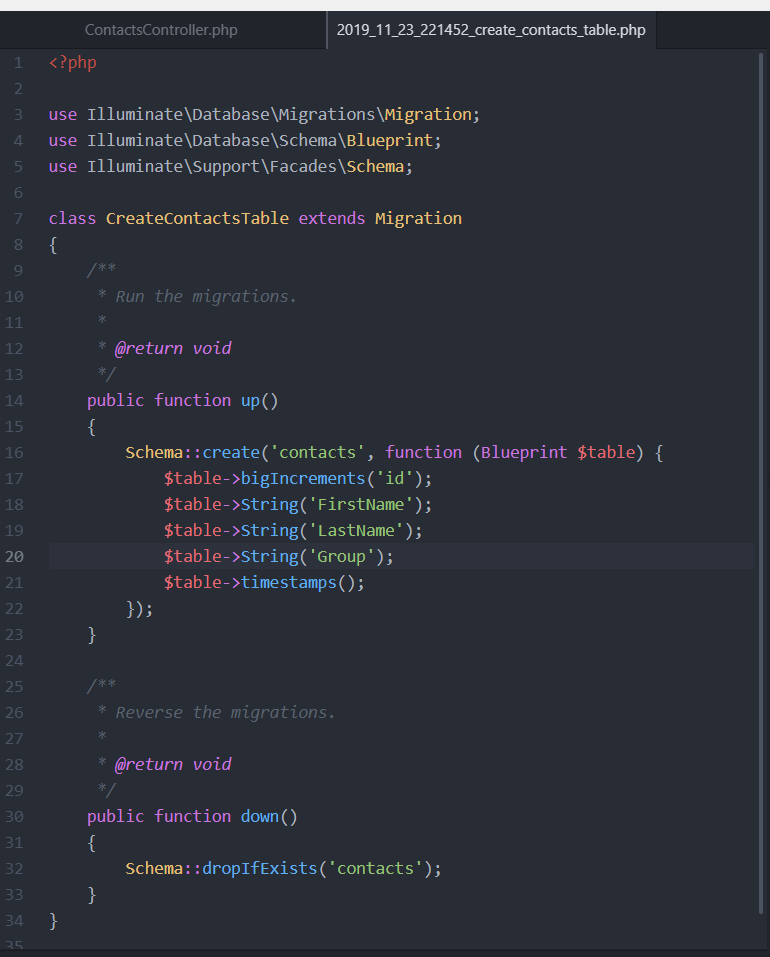 ContactsController.php 2019_11_23_221452_create_contacts_table.php
1 <?php
2
3 use Illuminate\Database\Migrations\Migration;
4 use Illuminate\Database\Schema\Blueprint;
5 use Illuminate\Support\Facades\Schema;
6
7 class CreateContactsTable extends Migration
8 {
9     /**
10      * Run the migrations.
11      *
12      * @return void
13      */
14     public function up()
15     {
16         Schema::create('contacts', function (Blueprint $table) {
17             $table->bigIncrements('id');
18             $table->String('FirstName');
19             $table->String('LastName');
20             $table->String('Group');
21             $table->timestamps();
22         });
23     }
24
25     /**
26      * Reverse the migrations.
27      *
28      * @return void
29      */
30     public function down()
31     {
32         Schema::dropIfExists('contacts');
33     }
34 }
35